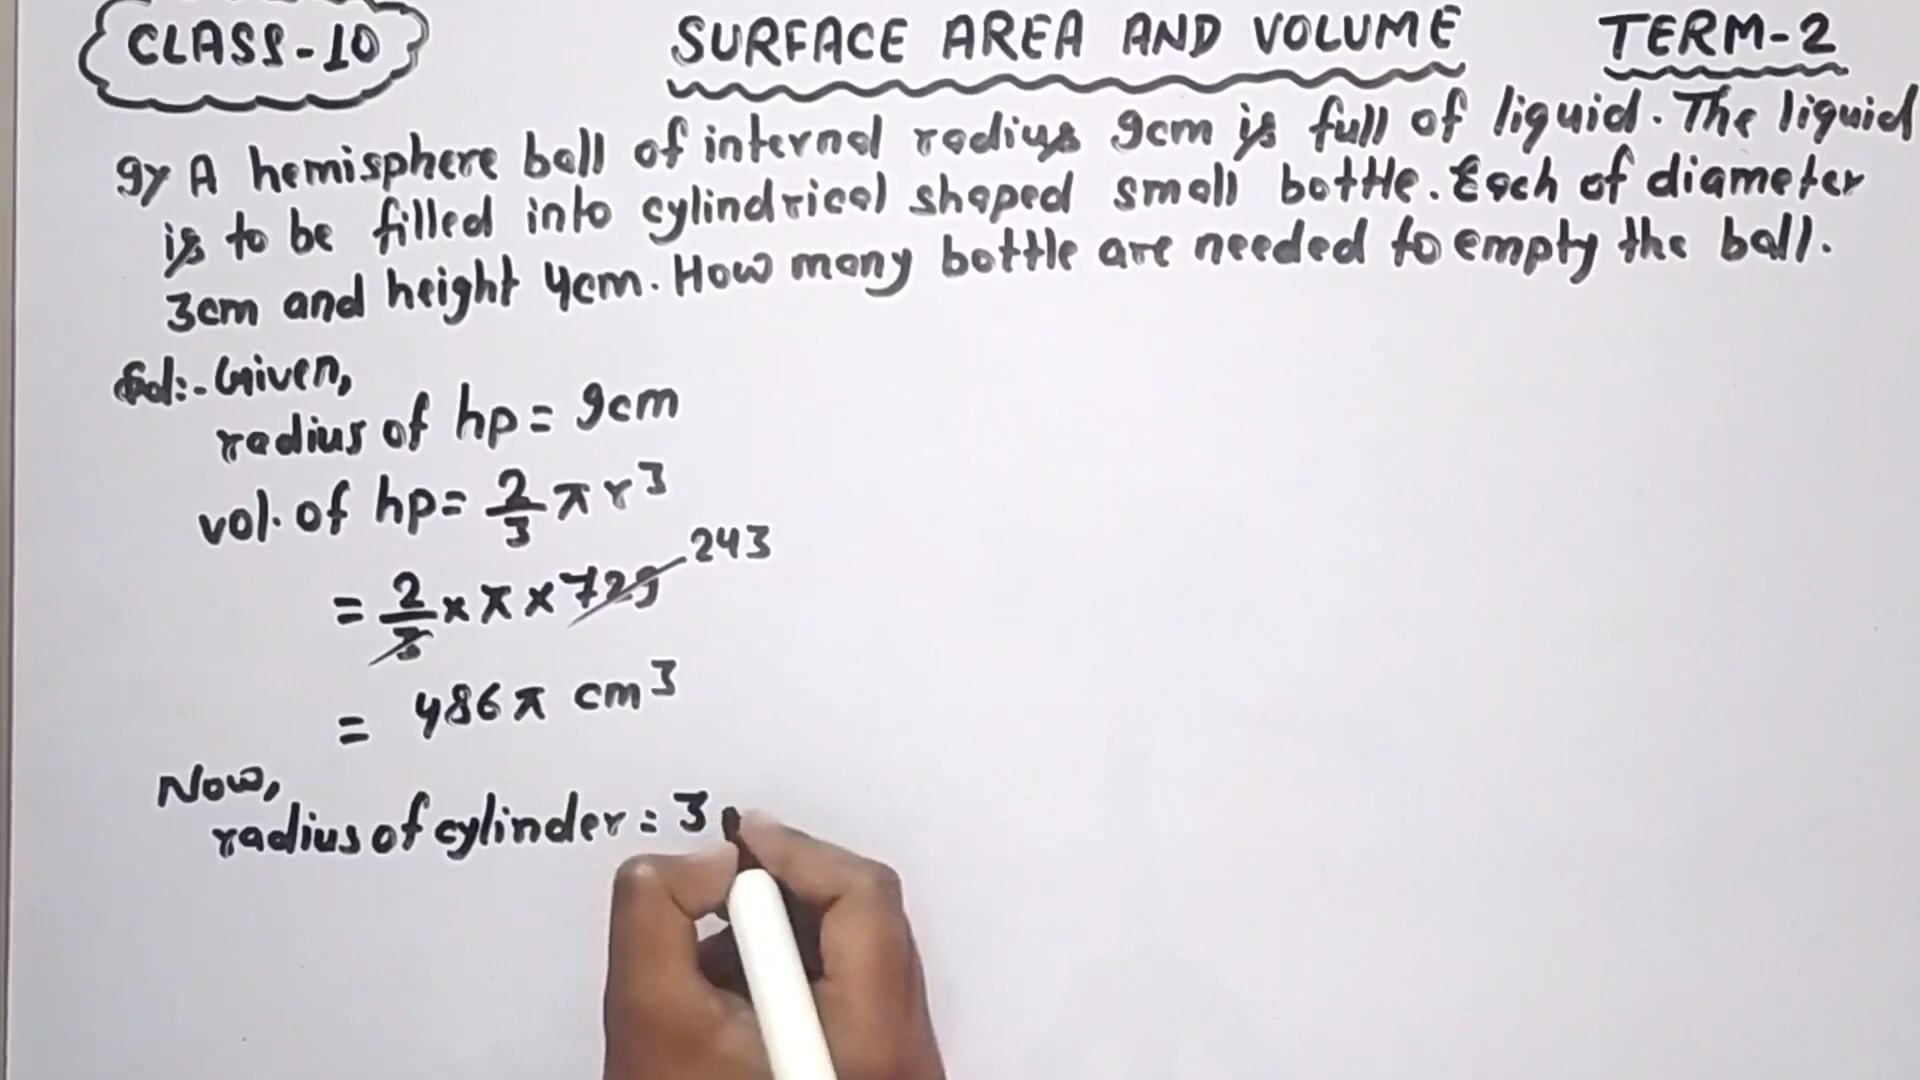 CLASS-10
SURFACE AREA AND VOLUME
TERM-2
9) A hemisphere ball of internal radius 9cm is full of liquid. The liquid
is to be filled into cylindrical shaped small bottle. Each of diameter
3cm and height 4cm. How many bottle are needed to empty the ball.
Sol:- Given,
radius of hp = 9cm
vol. of hp = 2/3 π r³
= 2/3 × π × 729 243
= 486 π cm³
Now,
radius of cylinder = 3